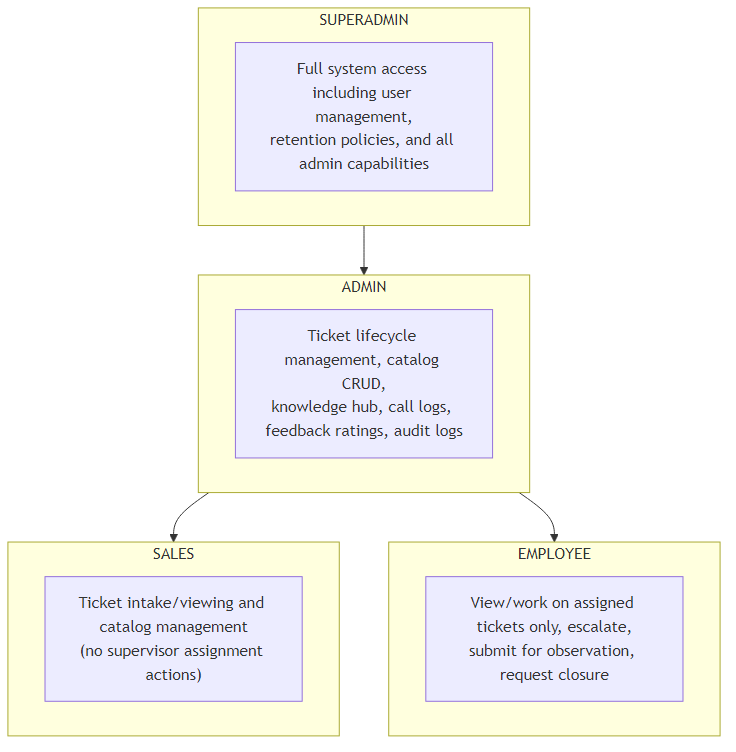 SUPERADMIN
Full system access
including user
management,
retention policies, and all
admin capabilities
ADMIN
Ticket lifecycle
management, catalog
CRUD,
knowledge hub, call logs,
feedback ratings, audit logs
SALES
Ticket intake/viewing and
catalog management
(no supervisor assignment
actions)
EMPLOYEE
View/work on assigned
tickets only, escalate,
submit for observation,
request closure